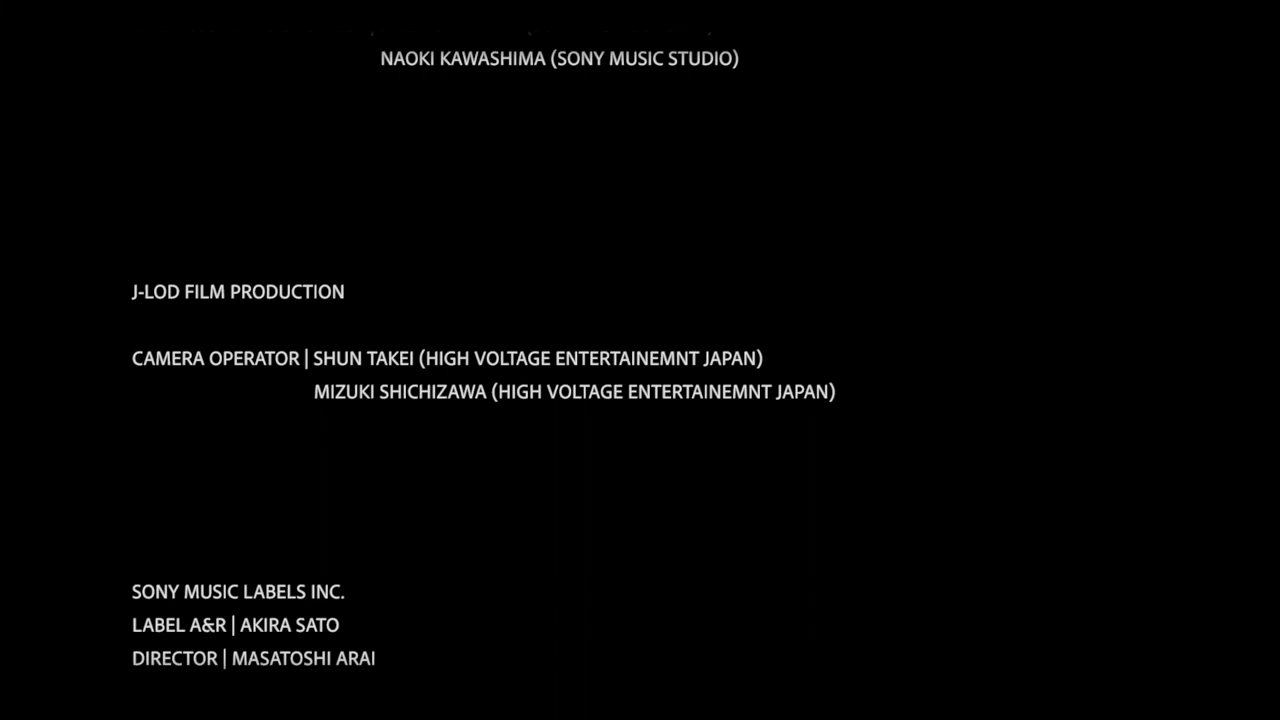 NAOKI KAWASHIMA (SONY MUSIC STUDIO)
J-LOD FILM PRODUCTION
CAMERA OPERATOR | SHUN TAKEI (HIGH VOLTAGE ENTERTAINEMNT JAPAN)
MIZUKI SHICHIZAWA (HIGH VOLTAGE ENTERTAINEMNT JAPAN)
SONY MUSIC LABELS INC.
LABEL A&R | AKIRA SATO
DIRECTOR | MASATOSHI ARAI